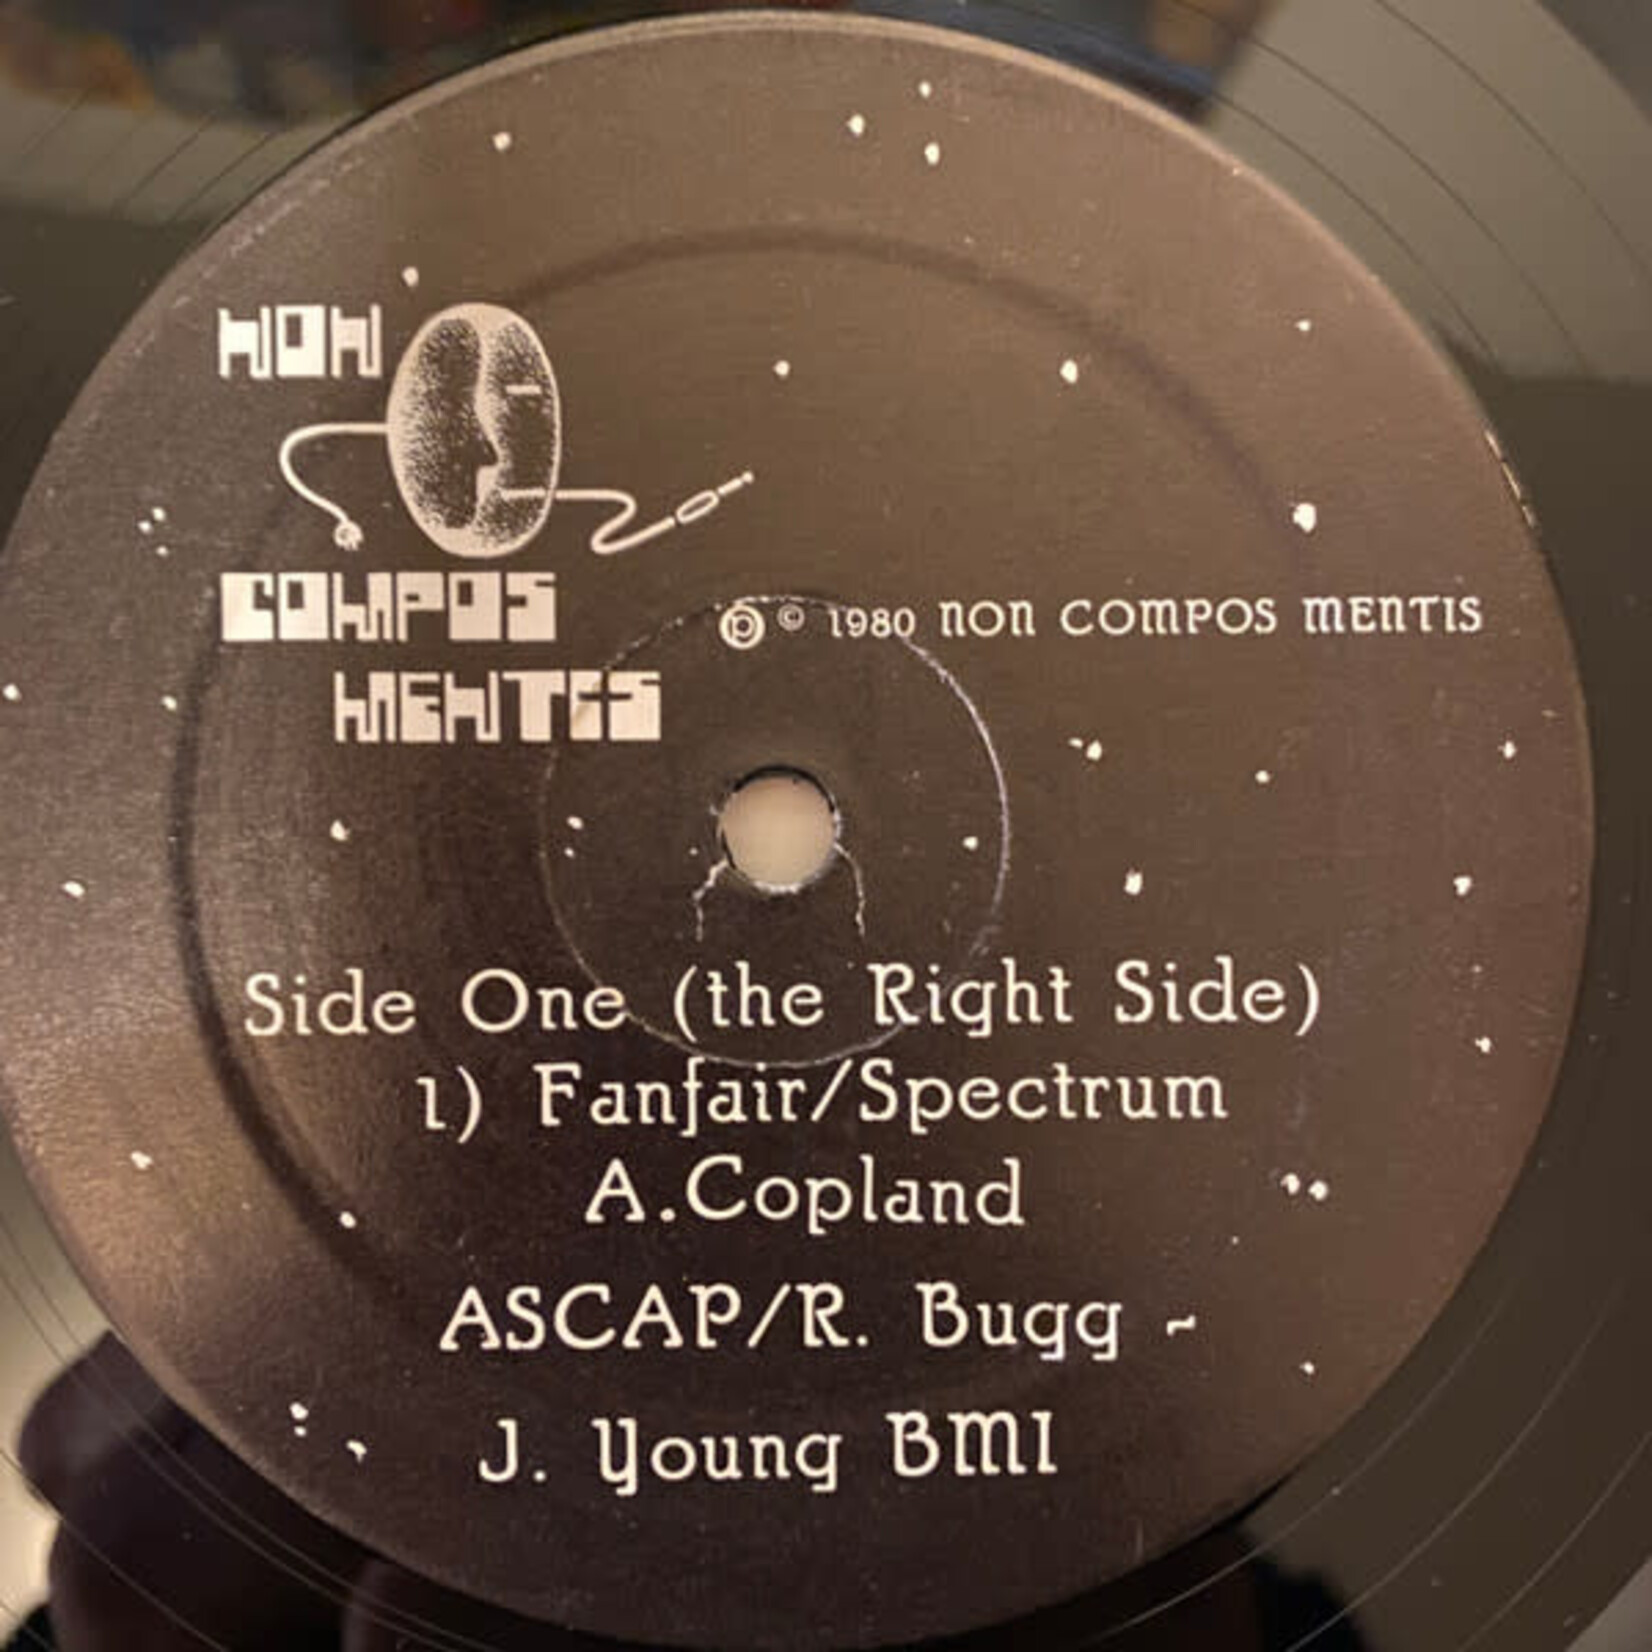 NON
COMPOS
MENTIS
℗ © 1980 NON COMPOS MENTIS
Side One (the Right Side)
1) Fanfair/Spectrum
A.Copland
ASCAP/R. Bugg ~
J. Young BMI